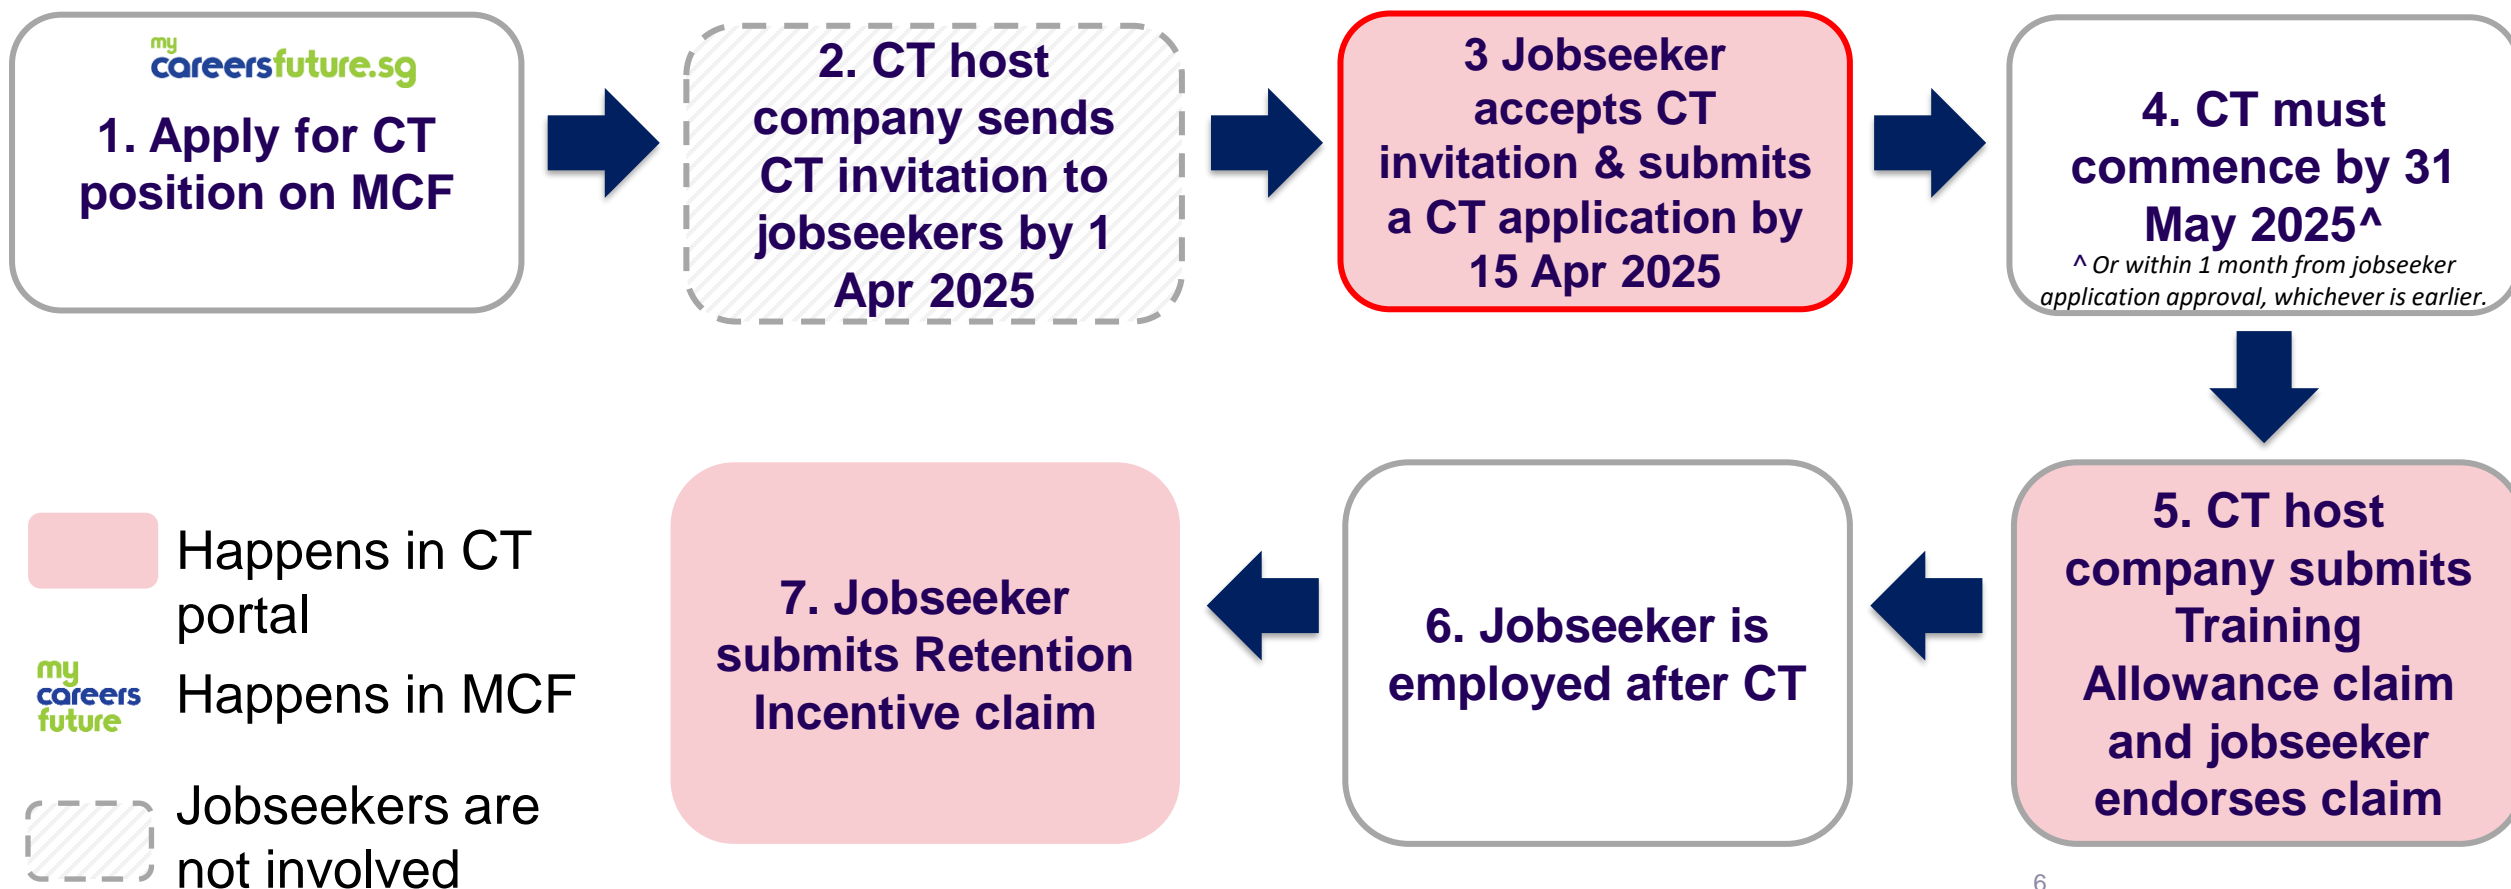 my
careersfuture.sg
1. Apply for CT
position on MCF
2. CT host
company sends
CT invitation to
jobseekers by 1
Apr 2025
3 Jobseeker
accepts CT
invitation & submits
a CT application by
15 Apr 2025
4. CT must
commence by 31
May 2025^
^ Or within 1 month from jobseeker
application approval, whichever is earlier.
5. CT host
company submits
Training
Allowance claim
and jobseeker
endorses claim
6. Jobseeker is
employed after CT
7. Jobseeker
submits Retention
Incentive claim
Happens in CT
portal
my
careers
future
Happens in MCF
Jobseekers are
not involved
6